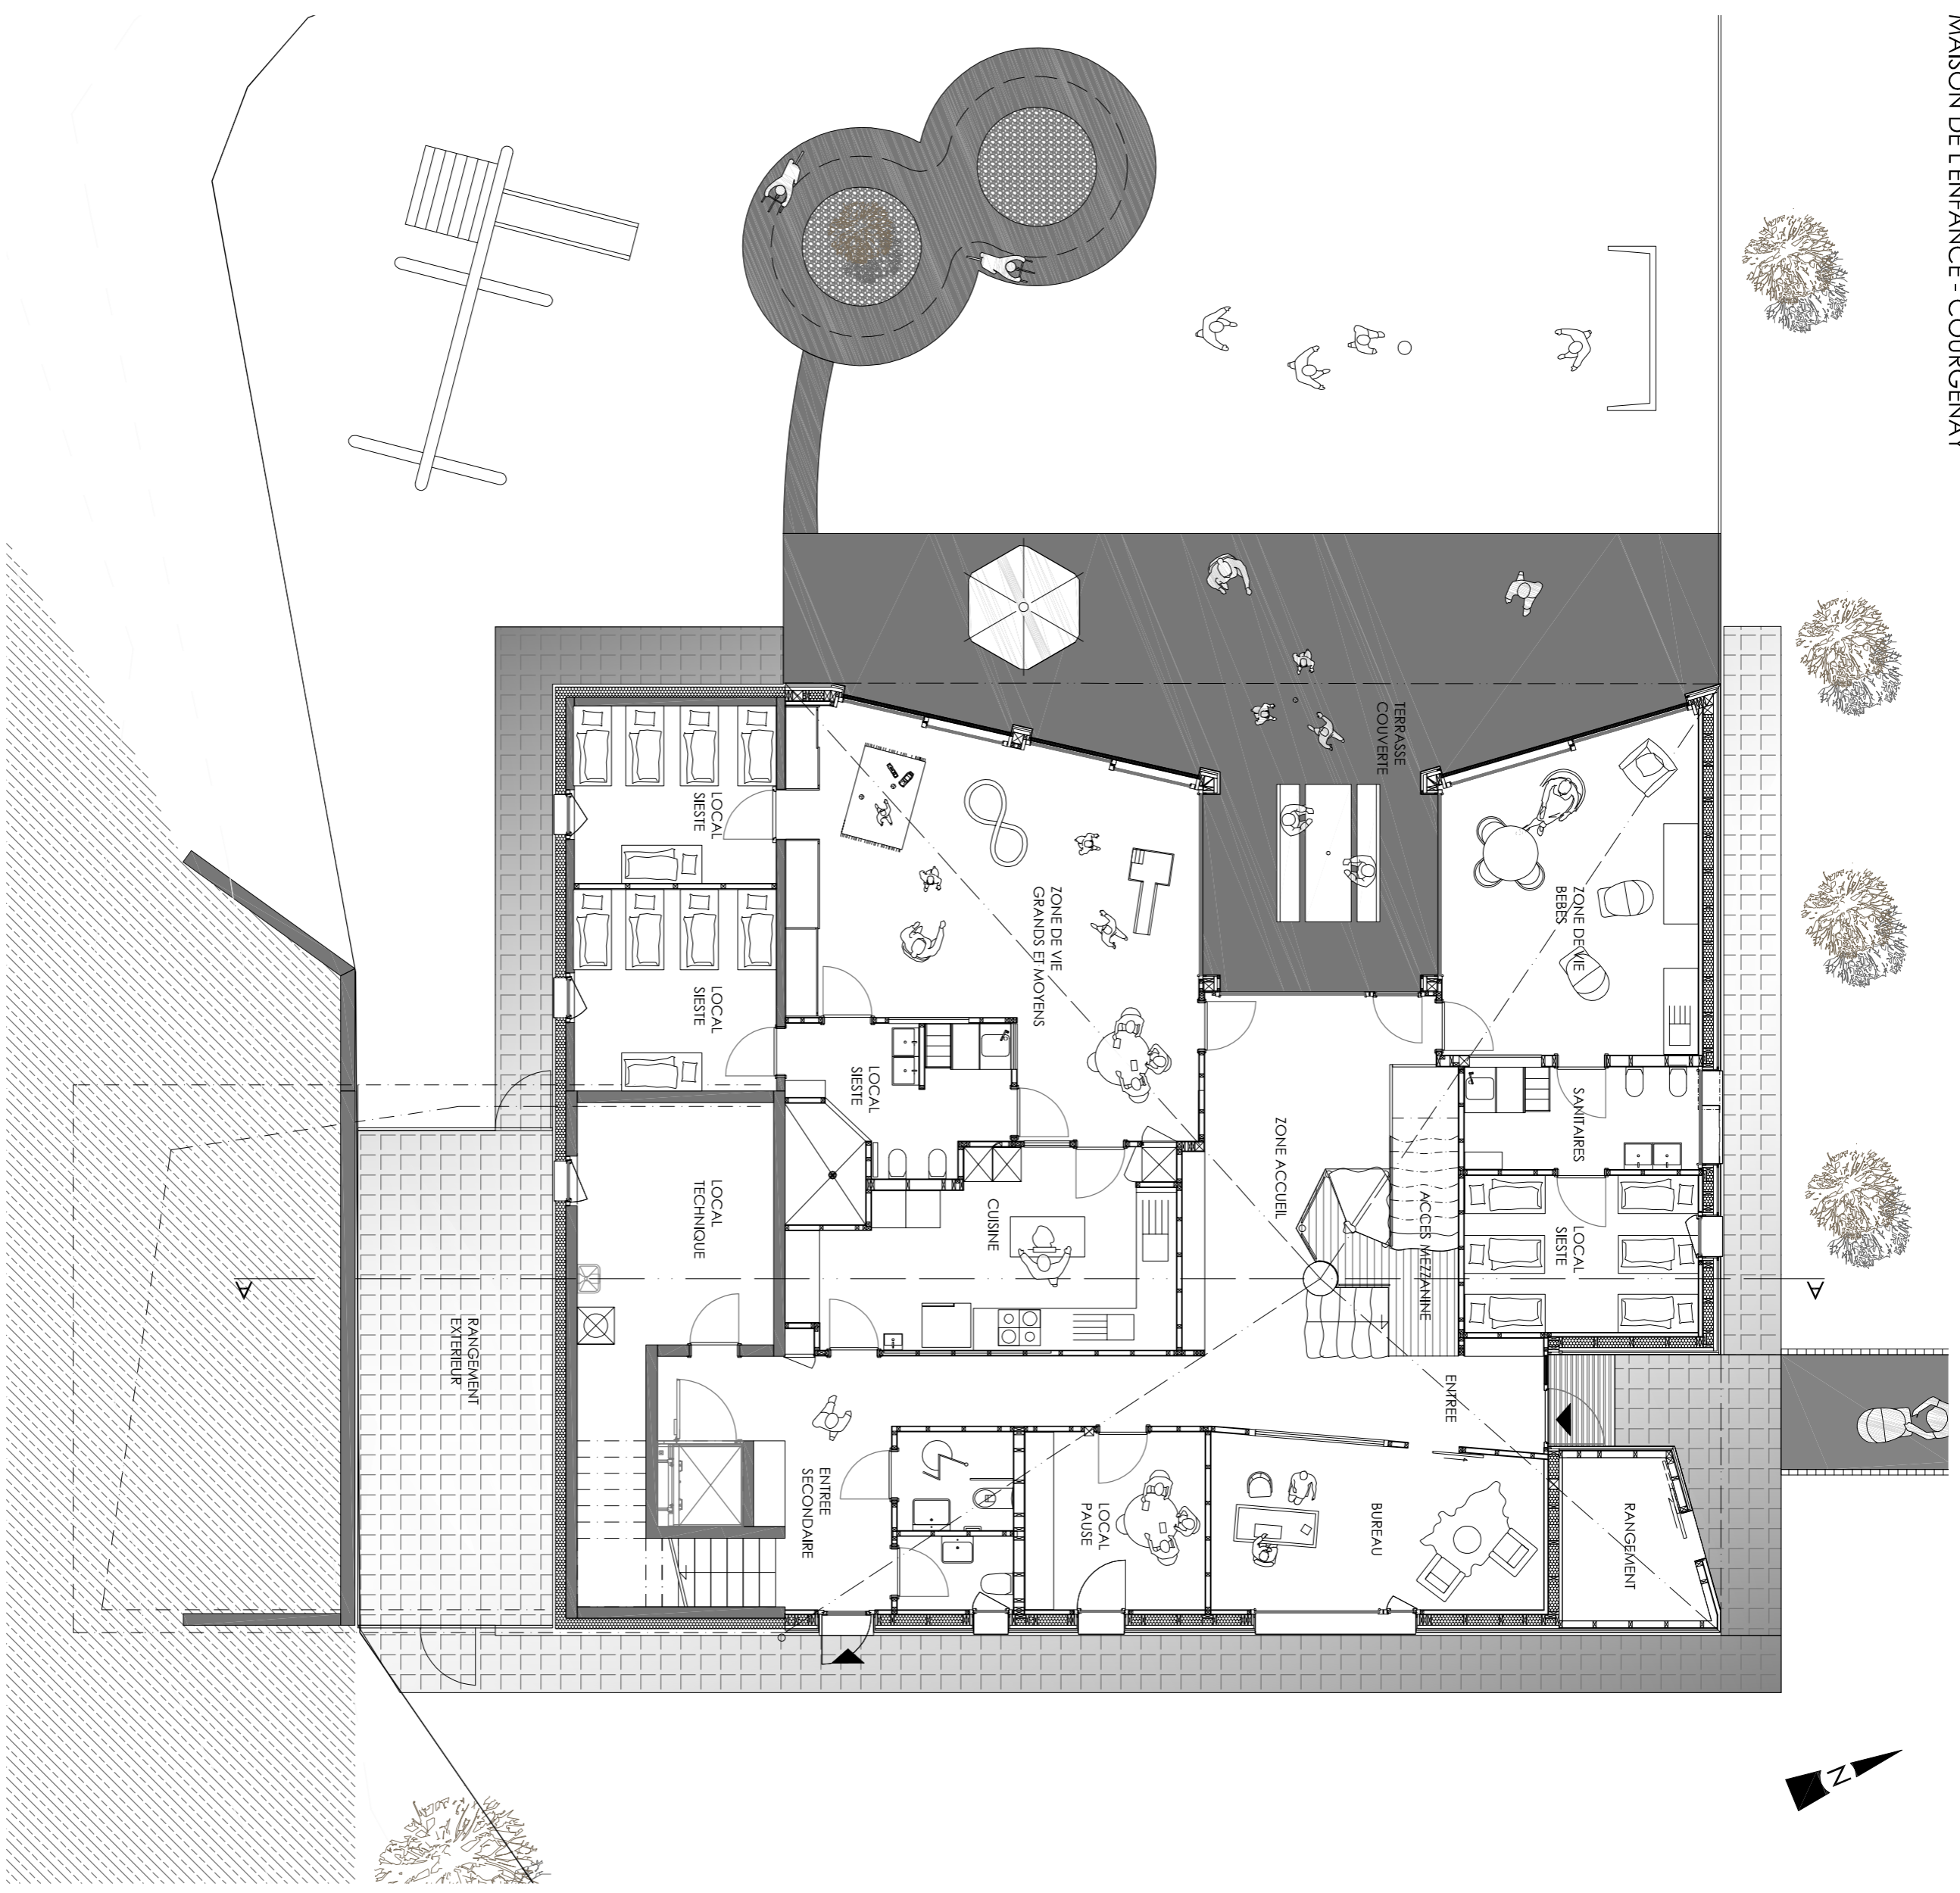 MAISON DE L'ENFANCE - COURGENAY
TERRASSE
COUVERTE
LOCAL
SIESTE
ZONE DE VIE
GRANDS ET MOYENS
ZONE DE VIE
BEBES
LOCAL
SIESTE
LOCAL
SIESTE
SANITAIRES
ZONE ACCUEIL
LOCAL
TECHNIQUE
CUISINE
ACCES MEZZANINE
LOCAL
SIESTE
A
A
RANGEMENT
EXTERIEUR
ENTREE
ENTREE
SECONDAIRE
LOCAL
PAUSE
BUREAU
RANGEMENT
N